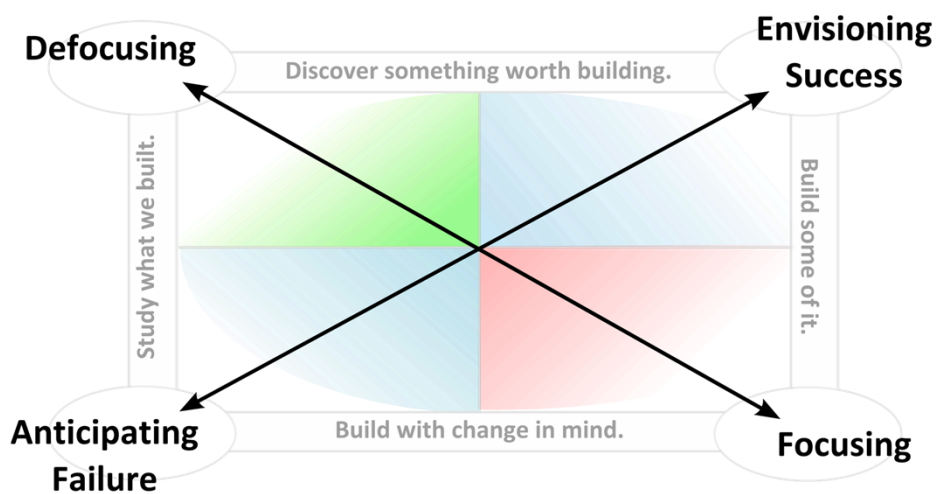 Defocusing
Envisioning
Success
Discover something worth building.
Study what we built.
Build some of it.
Anticipating
Failure
Build with change in mind.
Focusing